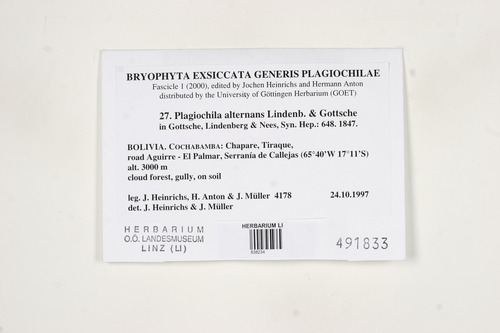 BRYOPHYTA EXSICCATA GENERIS PLAGIOCHILAE
Fascicle 1 (2000), edited by Jochen Heinrichs and Hermann Anton
distributed by the University of Göttingen Herbarium (GOET)
27. Plagiochila alternans Lindenb. & Gottsche
in Gottsche, Lindenberg & Nees, Syn. Hep.: 648. 1847.
BOLIVIA. COCHABAMBA: Chapare, Tiraque,
road Aguirre - El Palmar, Serranía de Callejas (65°40'W 17°11'S)
alt. 3000 m
cloud forest, gully, on soil
leg. J. Heinrichs, H. Anton & J. Müller 4178 24.10.1997
det. J. Heinrichs & J. Müller
HERBARIUM
O.Ö. LANDESMUSEUM
LINZ (LI)
HERBARIUM LI
838234
491833